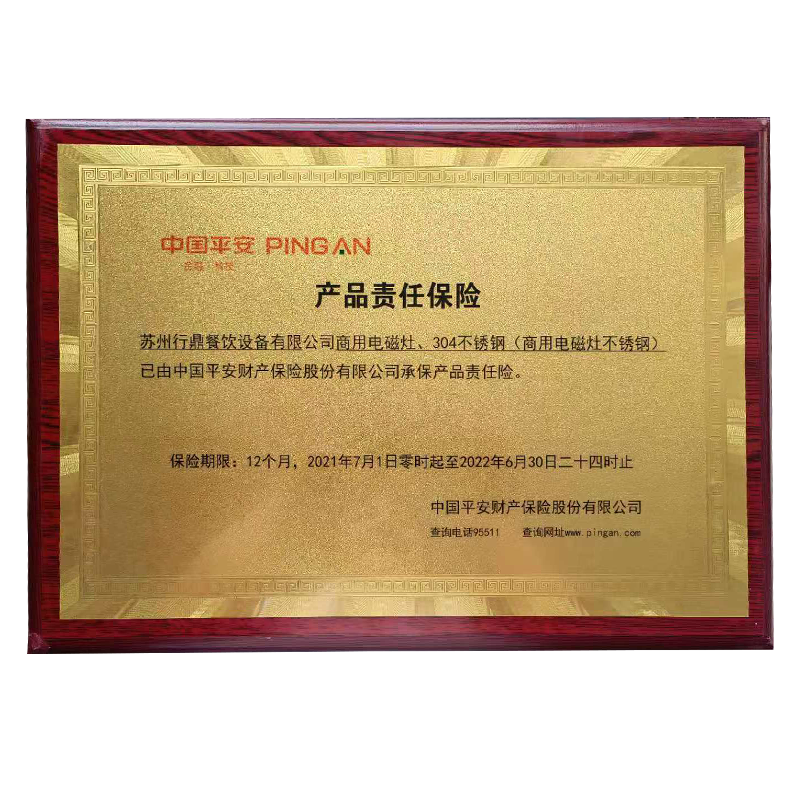 中国平安 PINGAN
金融·科技
产品责任保险
苏州行鼎餐饮设备有限公司商用电磁灶、304不锈钢（商用电磁灶不锈钢）
已由中国平安财产保险股份有限公司承保产品责任险。
保险期限：12个月，2021年7月1日零时起至2022年6月30日二十四时止
中国平安财产保险股份有限公司
查询电话95511 查询网址www.pingan.com